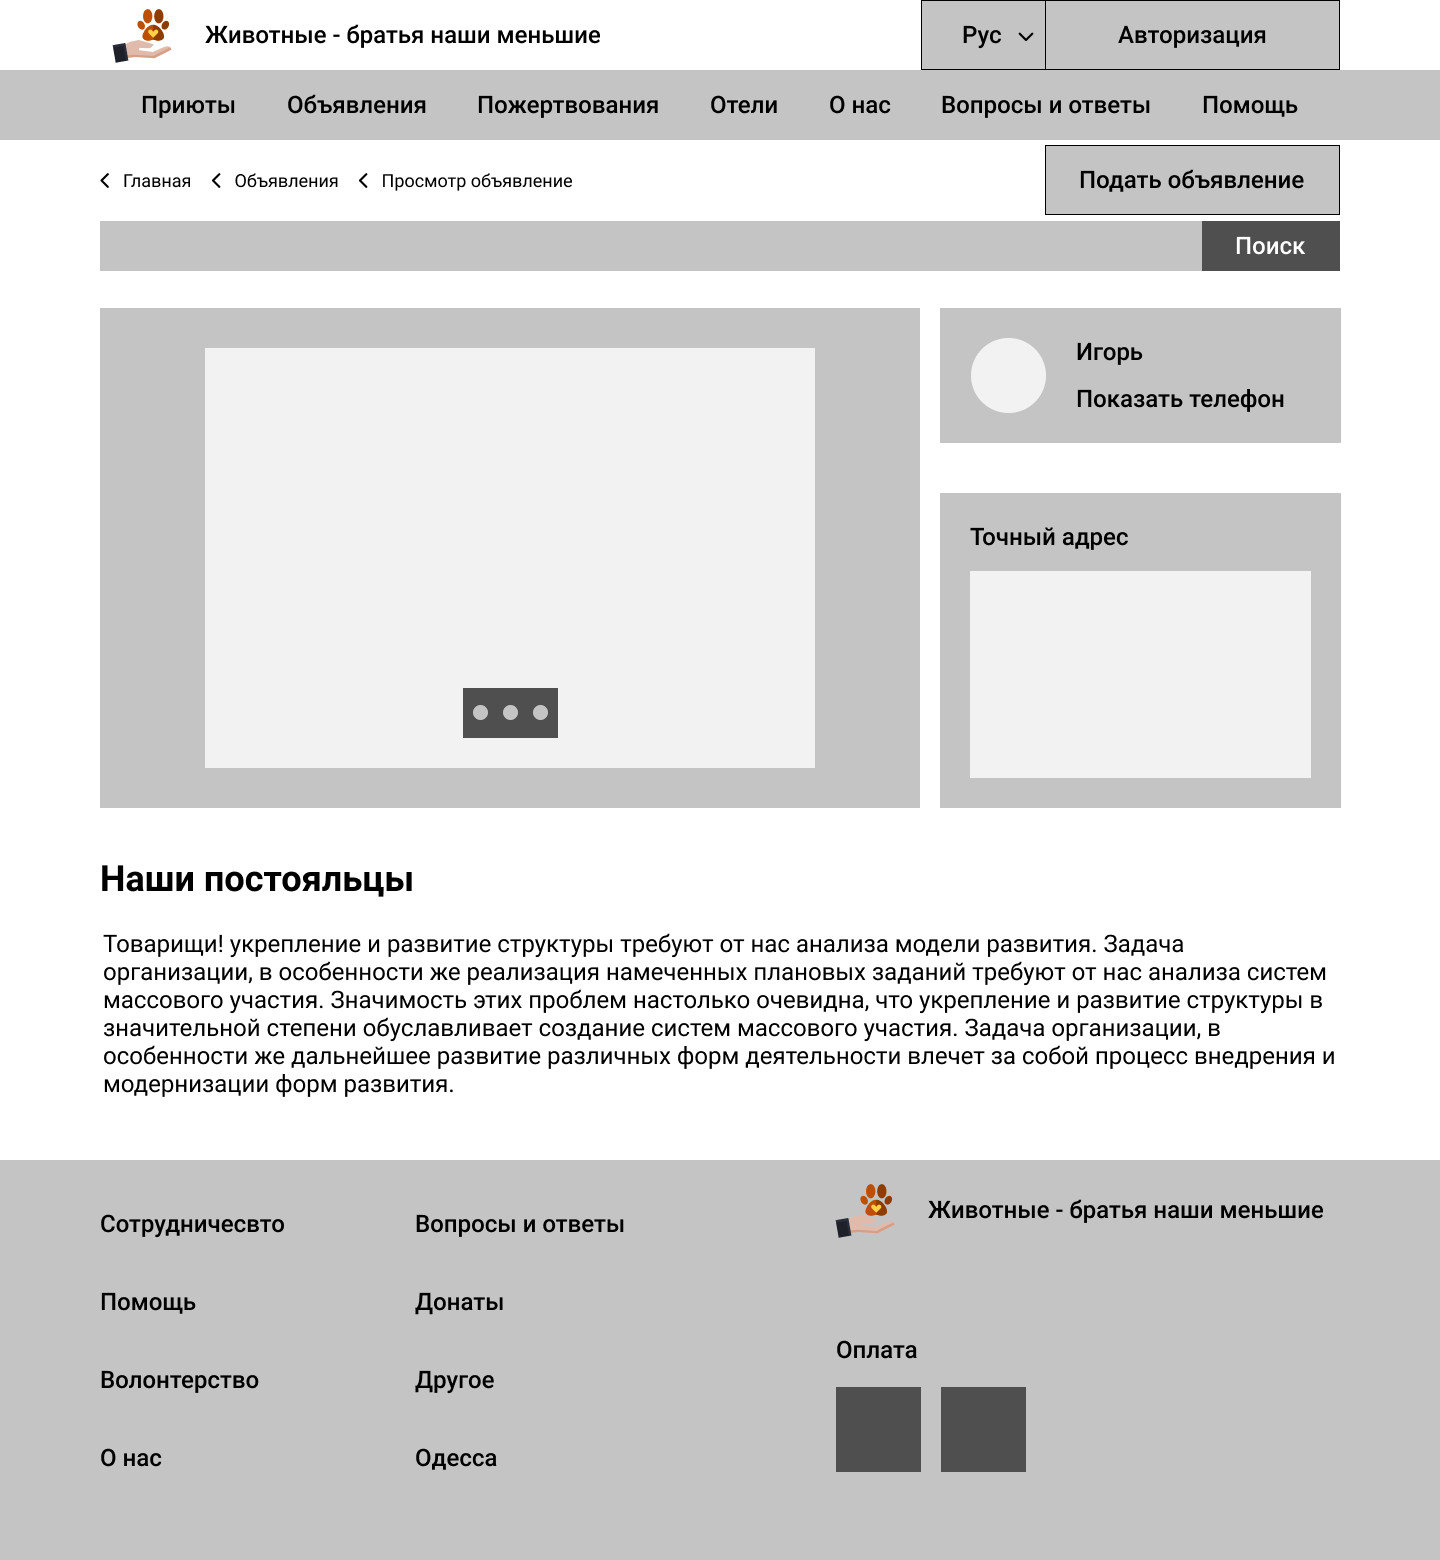 Животные - братья наши меньшие
Рус
Авторизация
Приюты
Объявления
Пожертвования
Отели
О нас
Вопросы и ответы
Помощь
Главная
Объявления
Просмотр объявление
Подать объявление
Поиск
Игорь
Показать телефон
Точный адрес
Наши постояльцы
Товарищи! укрепление и развитие структуры требуют от нас анализа модели развития. Задача
организации, в особенности же реализация намеченных плановых заданий требуют от нас анализа систем
массового участия. Значимость этих проблем настолько очевидна, что укрепление и развитие структуры в
значительной степени обуславливает создание систем массового участия. Задача организации, в
особенности же дальнейшее развитие различных форм деятельности влечет за собой процесс внедрения и
модернизации форм развития.
Сотрудничесвто
Помощь
Волонтерство
О нас
Вопросы и ответы
Донаты
Другое
Одесса
Животные - братья наши меньшие
Оплата